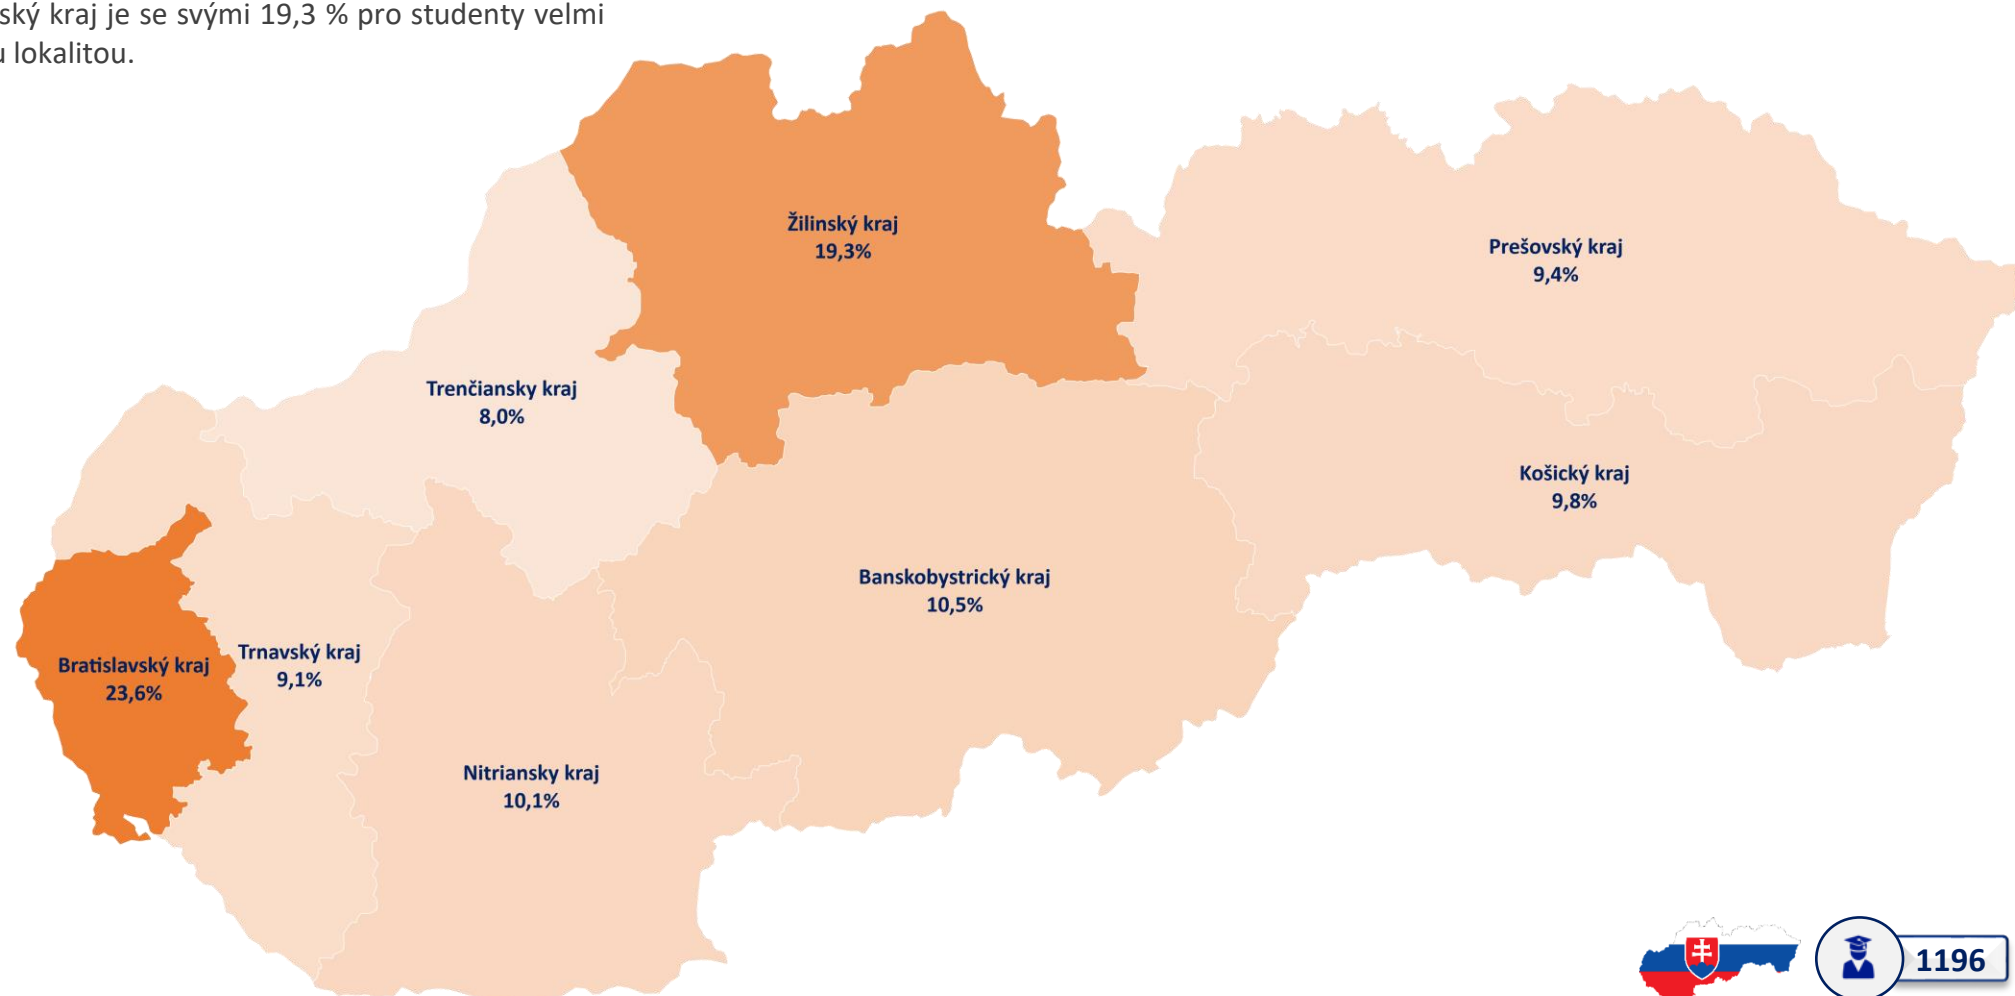 ský kraj je se svými 19,3 % pro studenty velmi
lokalitou.
Žilinský kraj
19,3%
Prešovský kraj
9,4%
Trenčiansky kraj
8,0%
Košický kraj
9,8%
Banskobystrický kraj
10,5%
Bratislavský kraj
23,6%
Trnavský kraj
9,1%
Nitriansky kraj
10,1%
1196